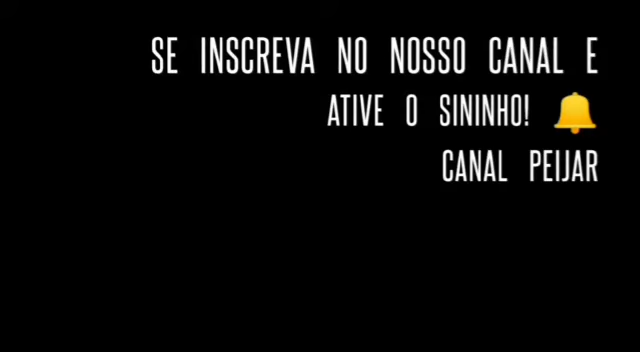 SE INSCREVA NO NOSSO CANAL E
ATIVE O SININHO! 🔔
CANAL PEIJAR